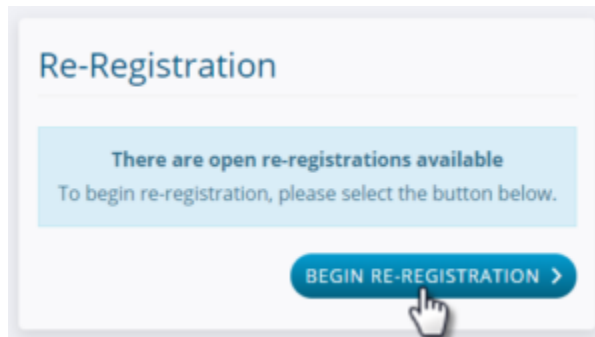 Re-Registration
There are open re-registrations available
To begin re-registration, please select the button below.
BEGIN RE-REGISTRATION >